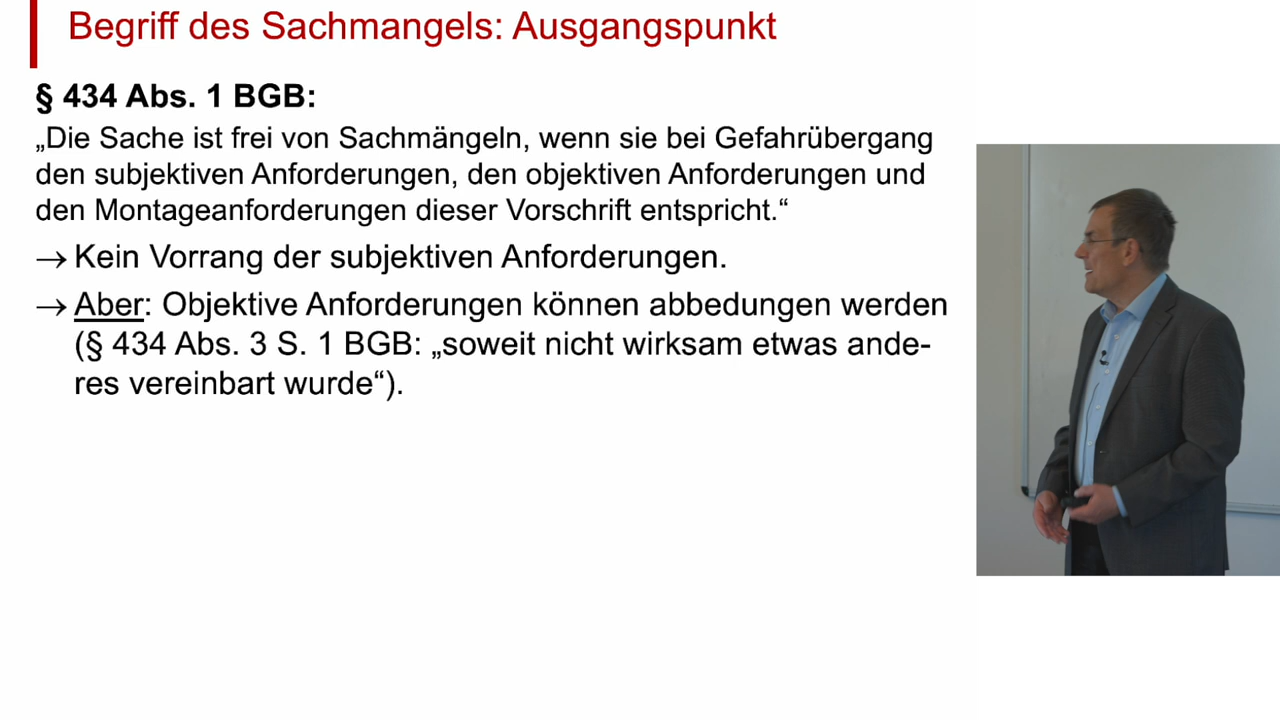 Begriff des Sachmangels: Ausgangspunkt
§ 434 Abs. 1 BGB:
„Die Sache ist frei von Sachmängeln, wenn sie bei Gefahrübergang
den subjektiven Anforderungen, den objektiven Anforderungen und
den Montageanforderungen dieser Vorschrift entspricht.“
→ Kein Vorrang der subjektiven Anforderungen.
→ Aber: Objektive Anforderungen können abbedungen werden
(§ 434 Abs. 3 S. 1 BGB: „soweit nicht wirksam etwas ande-
res vereinbart wurde“).